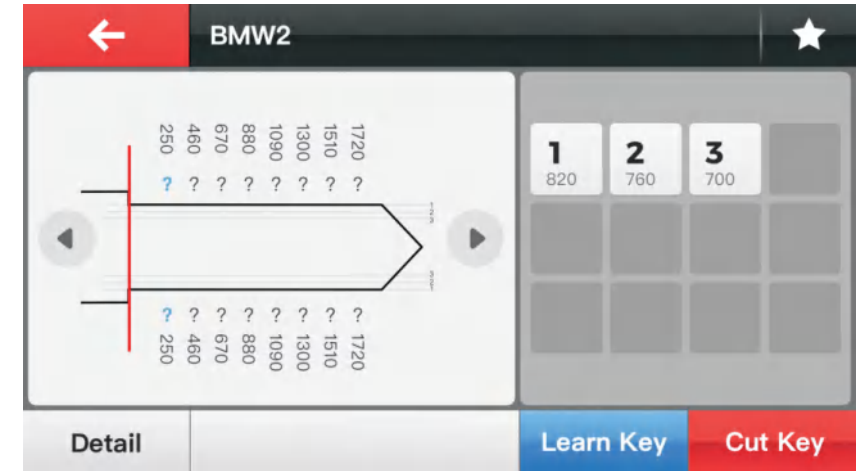 BMW2
250 460 670 880 1090 1300 1510 1720
? ? ? ? ? ? ? ?
? ? ? ? ? ? ? ?
250 460 670 880 1090 1300 1510 1720
1 2 3
820 760 700
Detail
Learn Key
Cut Key